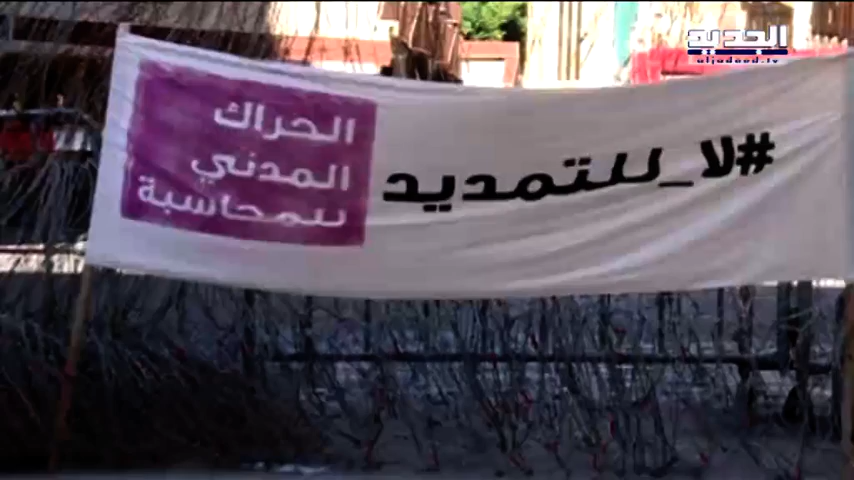 الجديد
aljadeed.tv
#لا_للتمديد
الحراك
المدني
للمحاسبة